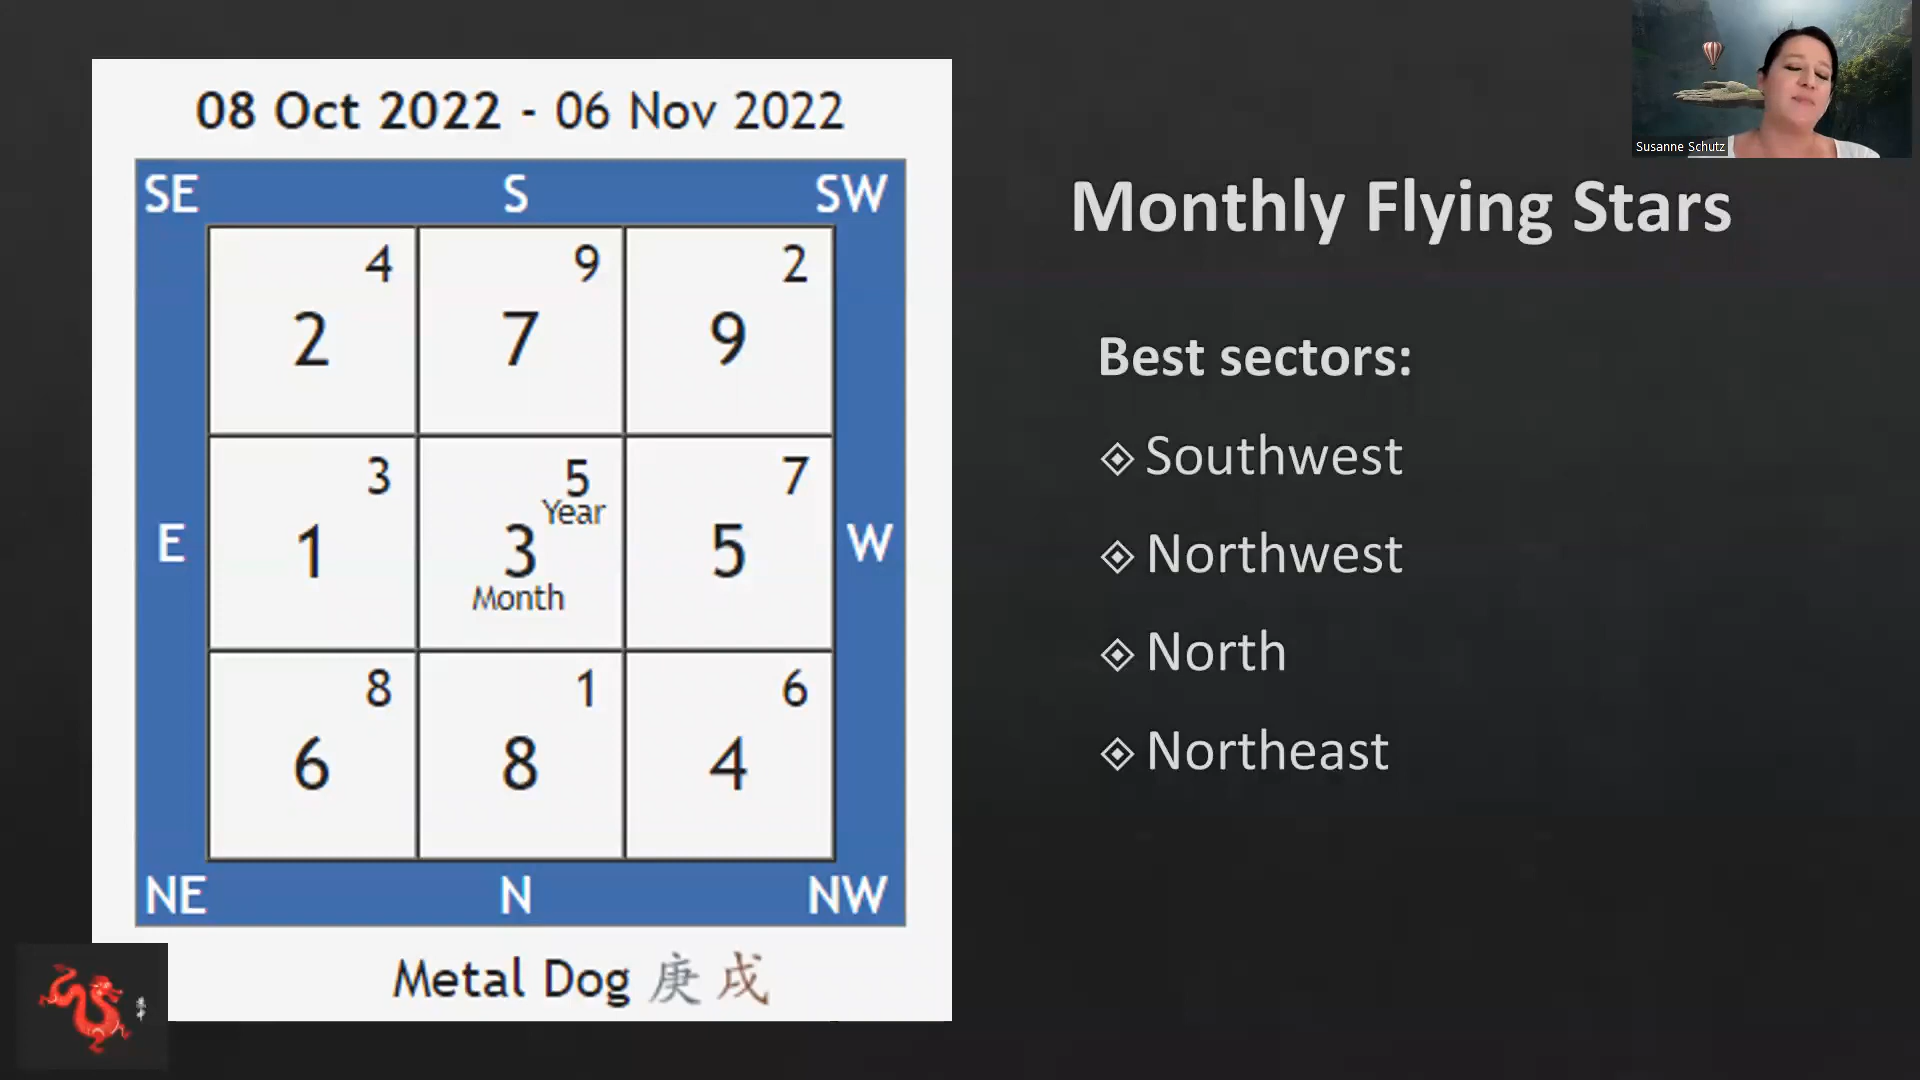 08 Oct 2022 - 06 Nov 2022
SE S SW
4 9 2
2 7 9
3 5 7
Year
E 1 3 5 W
Month
8 1 6
6 8 4
NE N NW
Metal Dog 庚戌
Monthly Flying Stars
Best sectors:
Southwest
Northwest
North
Northeast
Susanne Schutz